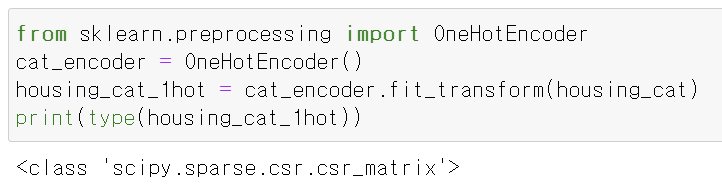 from sklearn.preprocessing import OneHotEncoder
cat_encoder = OneHotEncoder()
housing_cat_1hot = cat_encoder.fit_transform(housing_cat)
print(type(housing_cat_1hot))
<class 'scipy.sparse.csr.csr_matrix'>